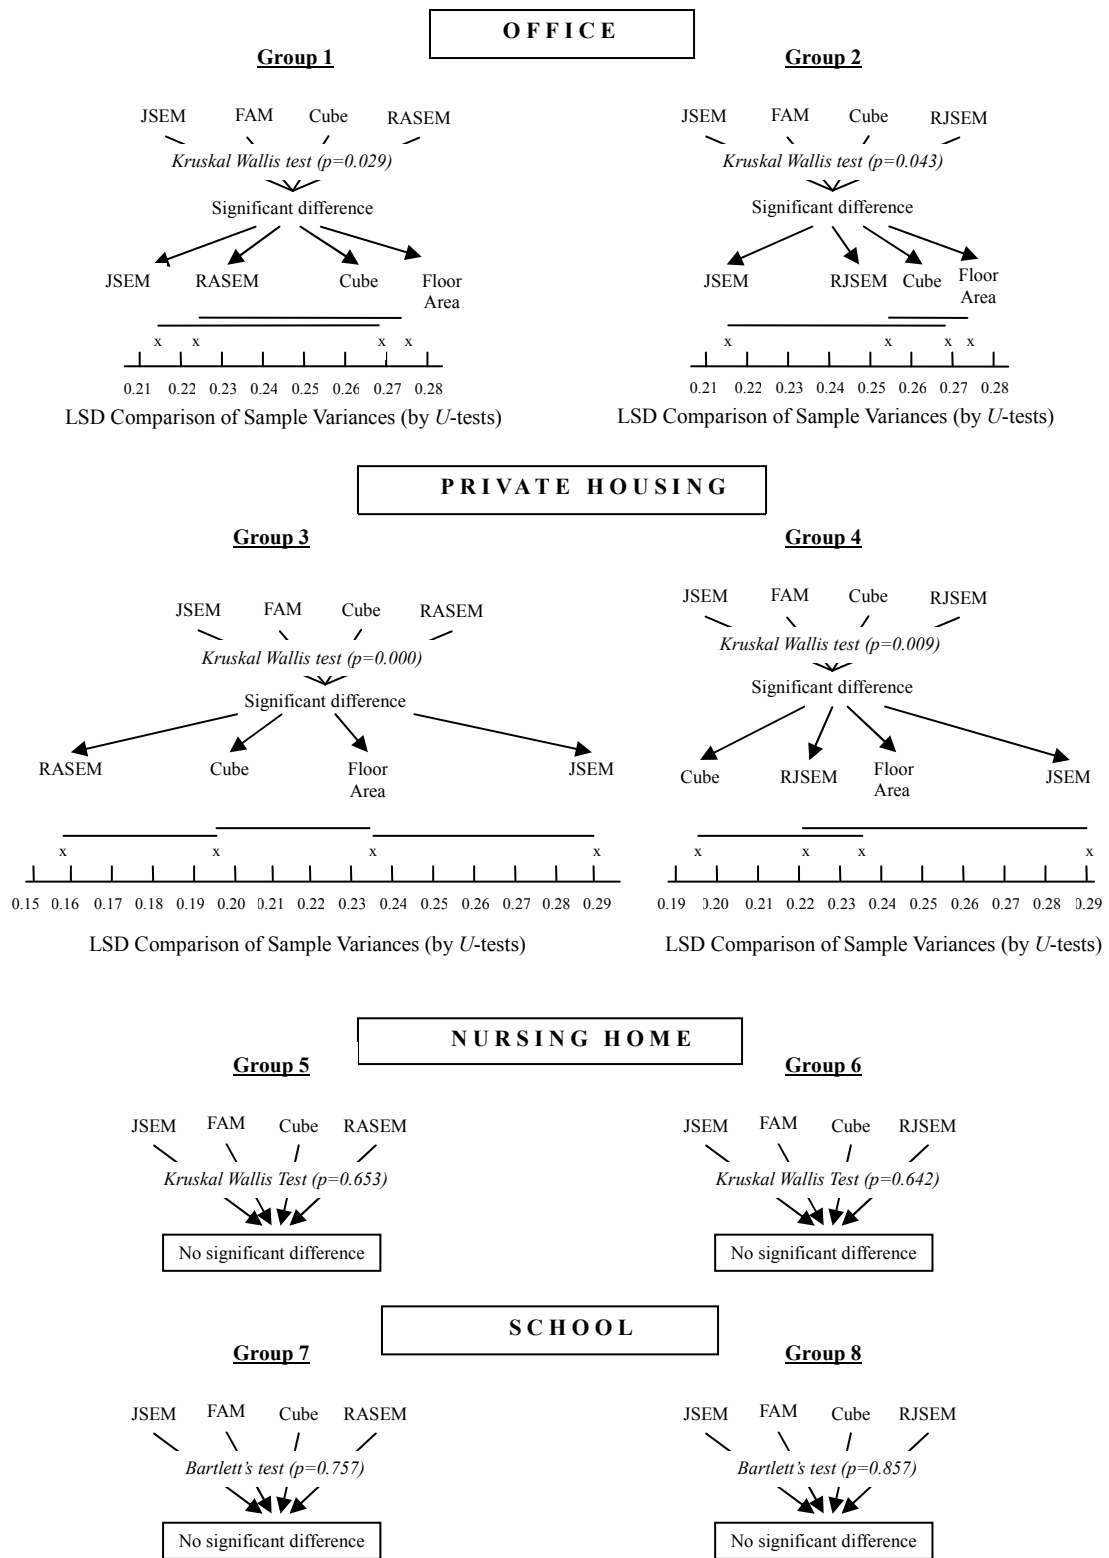 OFFICE
Group 1 Group 2
JSEM FAM Cube RASEM JSEM FAM Cube RJSEM
Kruskal Wallis test (p=0.029) Kruskal Wallis test (p=0.043)
Significant difference Significant difference
JSEM RASEM Cube Floor Area JSEM RJSEM Cube Floor Area
x x x x x x x x
0.21 0.22 0.23 0.24 0.25 0.26 0.27 0.28 0.21 0.22 0.23 0.24 0.25 0.26 0.27 0.28
LSD Comparison of Sample Variances (by U-tests) LSD Comparison of Sample Variances (by U-tests)
PRIVATE HOUSING
Group 3 Group 4
JSEM FAM Cube RASEM JSEM FAM Cube RJSEM
Kruskal Wallis test (p=0.000) Kruskal Wallis test (p=0.009)
Significant difference Significant difference
RASEM Cube Floor Area JSEM Cube RJSEM Floor Area JSEM
x x x x x x x x
0.15 0.16 0.17 0.18 0.19 0.20 0.21 0.22 0.23 0.24 0.25 0.26 0.27 0.28 0.29 0.19 0.20 0.21 0.22 0.23 0.24 0.25 0.26 0.27 0.28 0.29
LSD Comparison of Sample Variances (by U-tests) LSD Comparison of Sample Variances (by U-tests)
NURSING HOME
Group 5 Group 6
JSEM FAM Cube RASEM JSEM FAM Cube RJSEM
Kruskal Wallis Test (p=0.653) Kruskal Wallis Test (p=0.642)
No significant difference No significant difference
SCHOOL
Group 7 Group 8
JSEM FAM Cube RASEM JSEM FAM Cube RJSEM
Bartlett's test (p=0.757) Bartlett's test (p=0.857)
No significant difference No significant difference